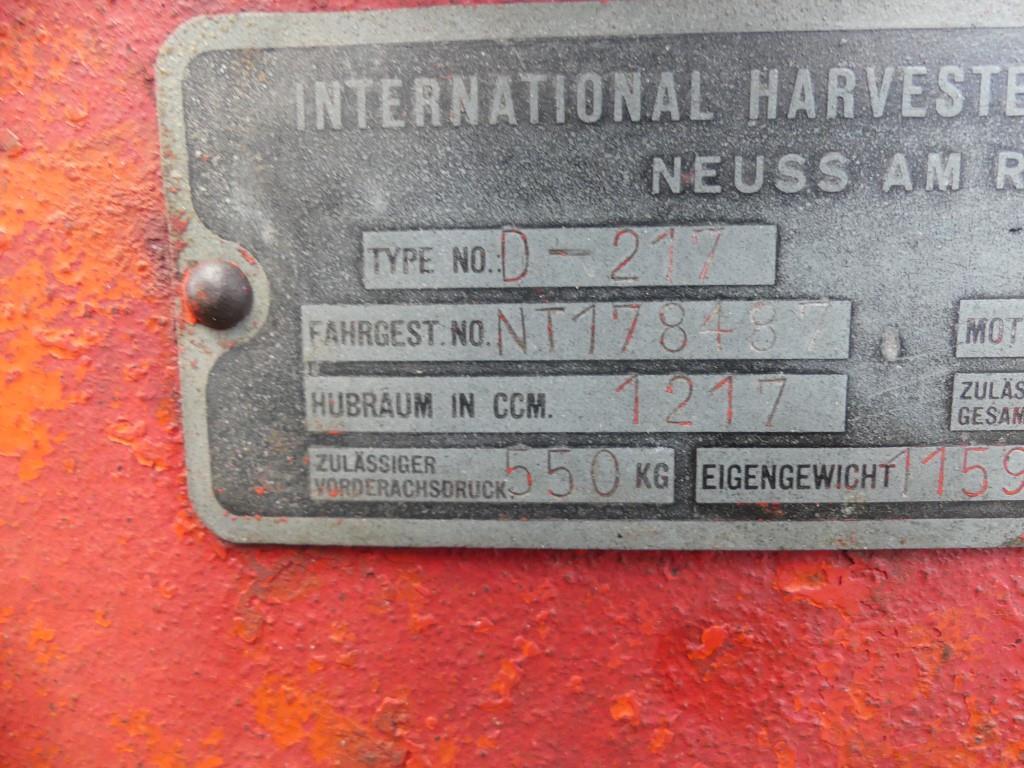 INTERNATIONAL HARVESTE
NEUSS AM R
TYPE NO.: D-217
FAHRGEST. NO. NT178487
MOT
HUBRAUM IN CCM. 1217
ZULÄS
GESAM
ZULÄSSIGER
VORDERACHSDRUCK. 550 KG
EIGENGEWICHT 1159